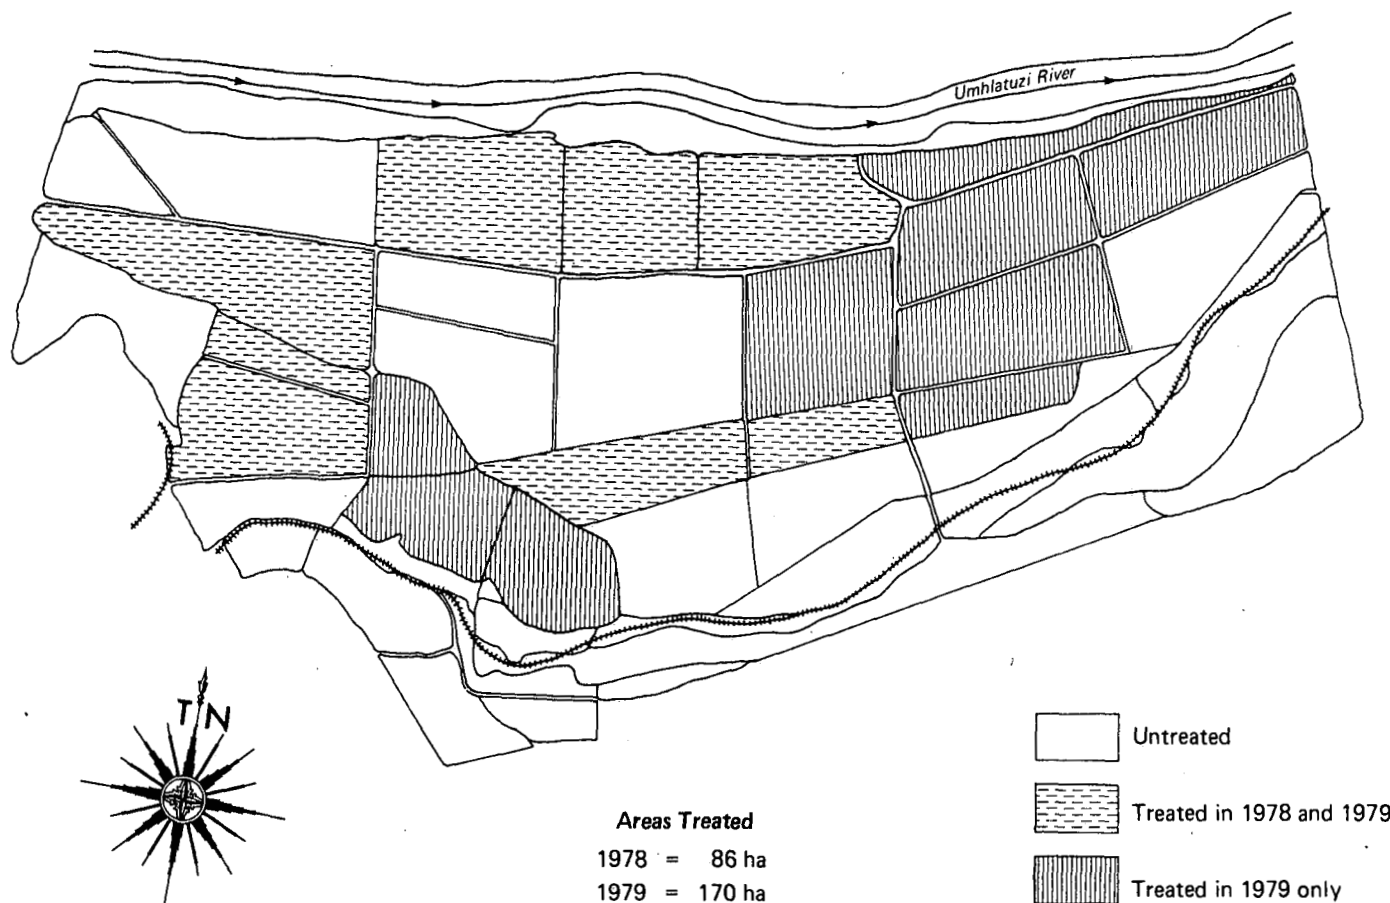 Umhlatuzi River
T N
Untreated
Treated in 1978 and 1979
Treated in 1979 only
Areas Treated
1978 = 86 ha
1979 = 170 ha